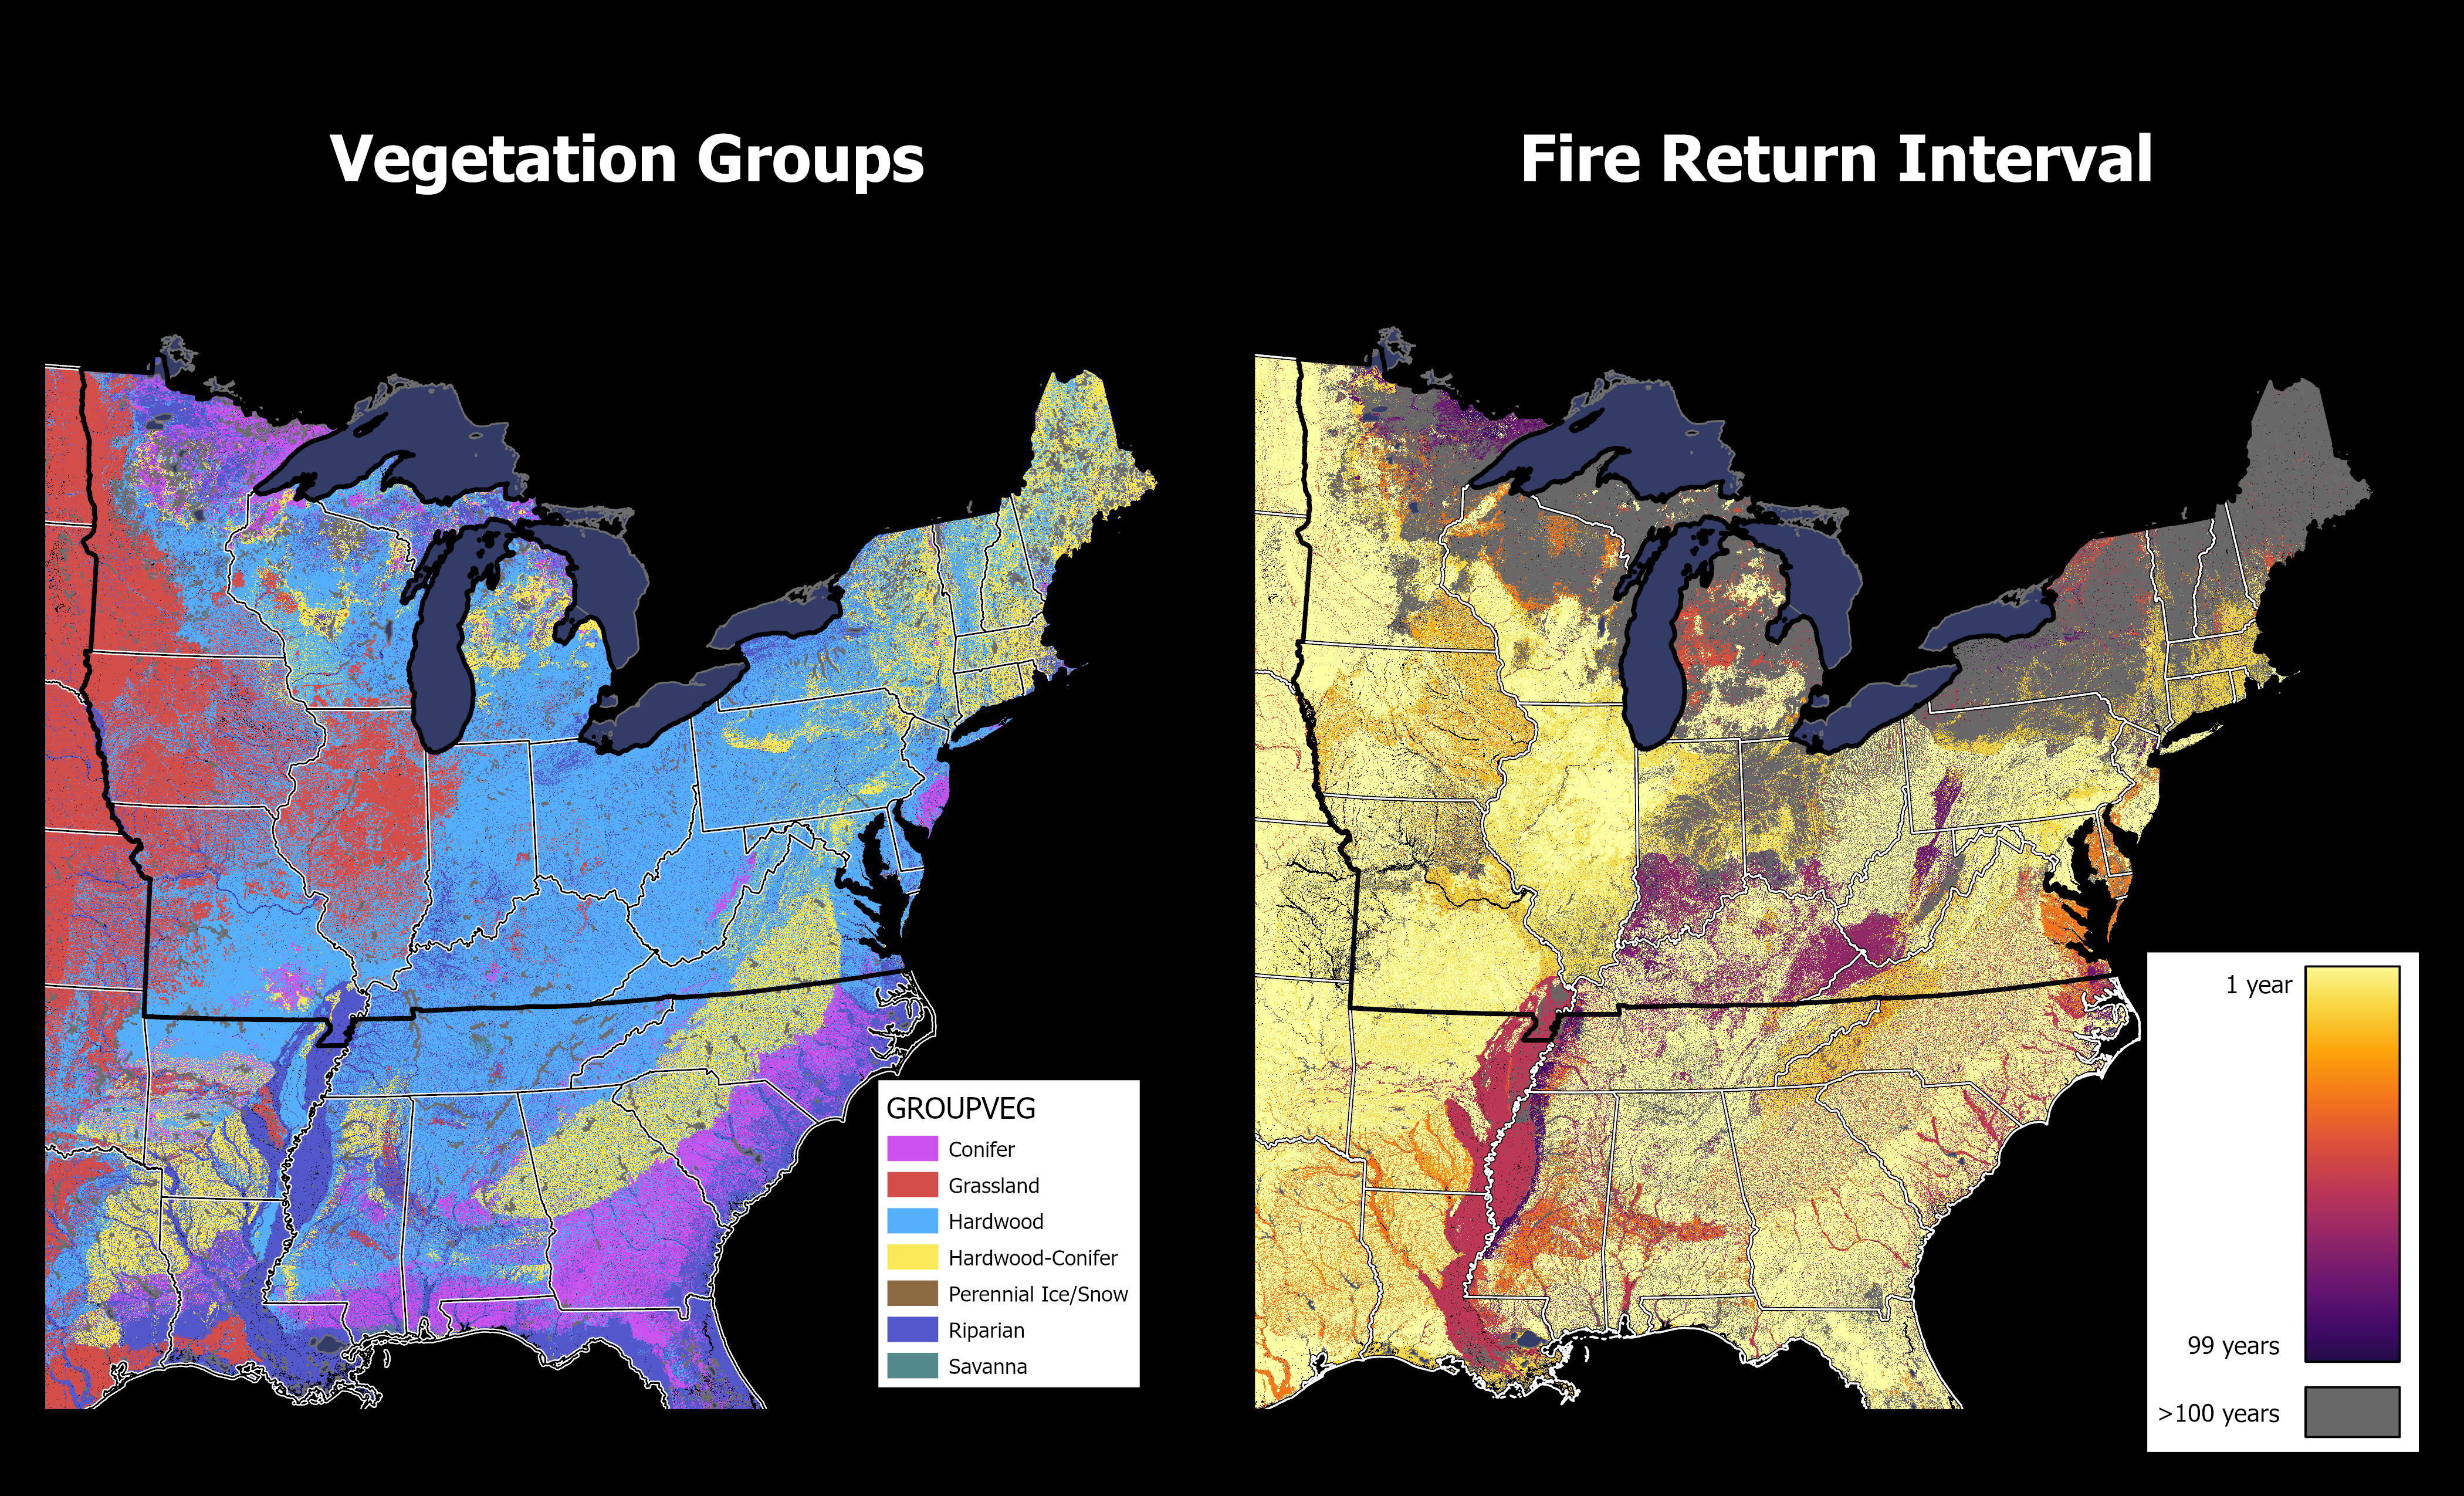 Vegetation Groups
Fire Return Interval
GROUPVEG
Conifer
Grassland
Hardwood
Hardwood-Conifer
Perennial Ice/Snow
Riparian
Savanna
1 year
99 years
>100 years